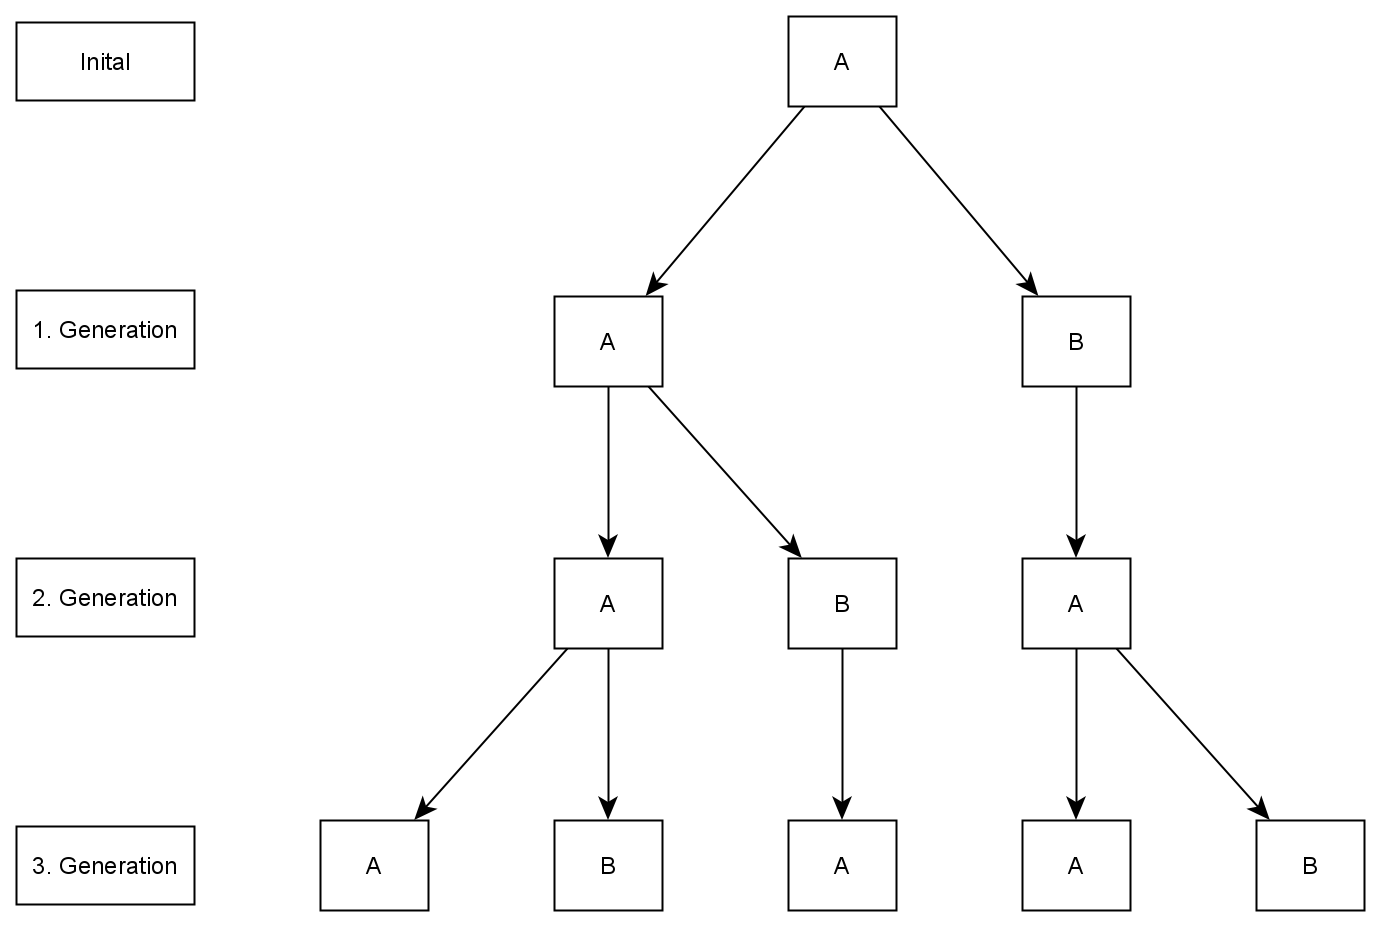 Inital
A
1. Generation
A
B
2. Generation
A
B
A
3. Generation
A
B
A
A
B